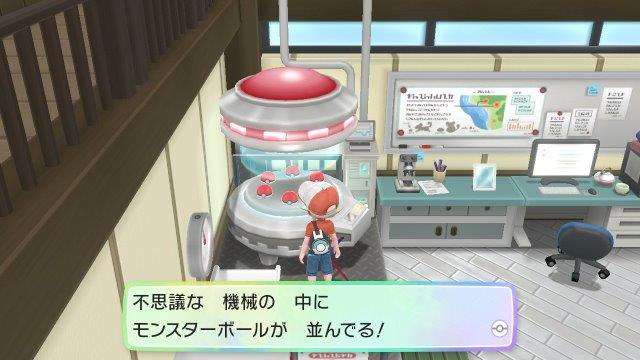 不思議な　機械の　中に
モンスターボールが　並んでる！